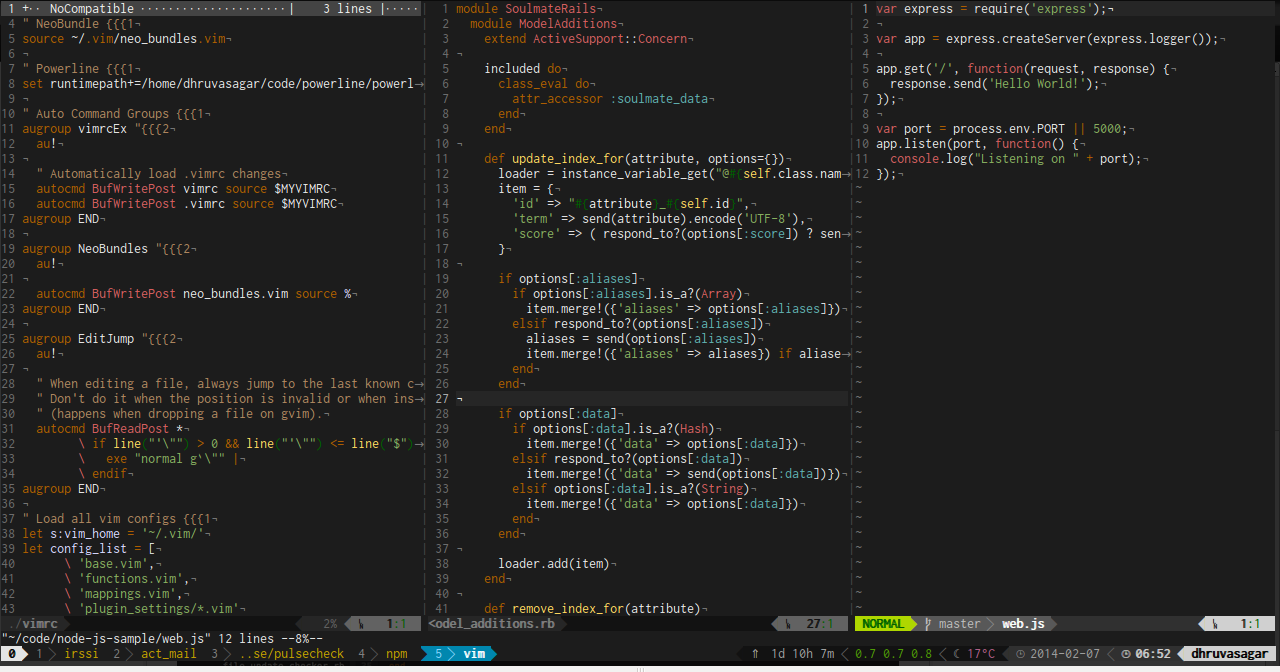 1 +·· NoCompatible ······················|    3 lines |·····
4 " NeoBundle {{{1¬
5 source ~/.vim/neo_bundles.vim¬
6 ¬
7 " Powerline {{{1¬
8 set runtimepath+=/home/dhruvasagar/code/powerline/powerl→
9 ¬
10 " Auto Command Groups {{{1¬
11 augroup vimrcEx "{{{2¬
12   au!¬
13 ¬
14   " Automatically load .vimrc changes¬
15   autocmd BufWritePost vimrc source $MYVIMRC¬
16   autocmd BufWritePost .vimrc source $MYVIMRC¬
17 augroup END¬
18 ¬
19 augroup NeoBundles "{{{2¬
20   au!¬
21 ¬
22   autocmd BufWritePost neo_bundles.vim source %¬
23 augroup END¬
24 ¬
25 augroup EditJump "{{{2¬
26   au!¬
27 ¬
28   " When editing a file, always jump to the last known c→
29   " Don't do it when the position is invalid or when ins→
30   " (happens when dropping a file on gvim).¬
31   autocmd BufReadPost *¬
32         \ if line("'\"") > 0 && line("'\"") <= line("$")→
33         \   exe "normal g`\"" |¬
34         \ endif¬
35 augroup END¬
36 ¬
37 " Load all vim configs {{{1¬
38 let s:vim_home = '~/.vim/'¬
39 let config_list = [¬
40       \ 'base.vim',¬
41       \ 'functions.vim',¬
42       \ 'mappings.vim',¬
43       \ 'plugin_settings/*.vim'¬
./vimrc 2% 1:1
1 module SoulmateRails¬
2   module ModelAdditions¬
3     extend ActiveSupport::Concern¬
4 ¬
5     included do¬
6       class_eval do¬
7         attr_accessor :soulmate_data¬
8       end¬
9     end¬
10 ¬
11     def update_index_for(attribute, options={})¬
12       loader = instance_variable_get("@#{self.class.nam→
13       item = {¬
14         'id' => "#{attribute}_#{self.id}",¬
15         'term' => send(attribute).encode('UTF-8'),¬
16         'score' => ( respond_to?(options[:score]) ? sen→
17       }¬
18 ¬
19       if options[:aliases]¬
20         if options[:aliases].is_a?(Array)¬
21           item.merge!({'aliases' => options[:aliases]})¬
22         elsif respond_to?(options[:aliases])¬
23           aliases = send(options[:aliases])¬
24           item.merge!({'aliases' => aliases}) if aliase→
25         end¬
26       end¬
27 ¬
28       if options[:data]¬
29         if options[:data].is_a?(Hash)¬
30           item.merge!({'data' => options[:data]})¬
31         elsif respond_to?(options[:data])¬
32           item.merge!({'data' => send(options[:data])})¬
33         elsif options[:data].is_a?(String)¬
34           item.merge!({'data' => options[:data]})¬
35         end¬
36       end¬
37 ¬
38       loader.add(item)¬
39     end¬
40 ¬
41     def remove_index_for(attribute)¬
<odel_additions.rb 27:1
1 var express = require('express');¬
2 ¬
3 var app = express.createServer(express.logger());¬
4 ¬
5 app.get('/', function(request, response) {¬
6   response.send('Hello World!');¬
7 });¬
8 ¬
9 var port = process.env.PORT || 5000;¬
10 app.listen(port, function() {¬
11   console.log("Listening on " + port);¬
12 });¬
NORMAL master web.js 1:1
"~/code/node-js-sample/web.js" 12 lines --8%--
0 1 irssi 2 act_mail 3 ..se/pulsecheck 4 npm 5 vim ⇑ 1d 10h 7m 0.7 0.7 0.8 ☾ 17°C 2014-02-07 06:52 dhruvasagar